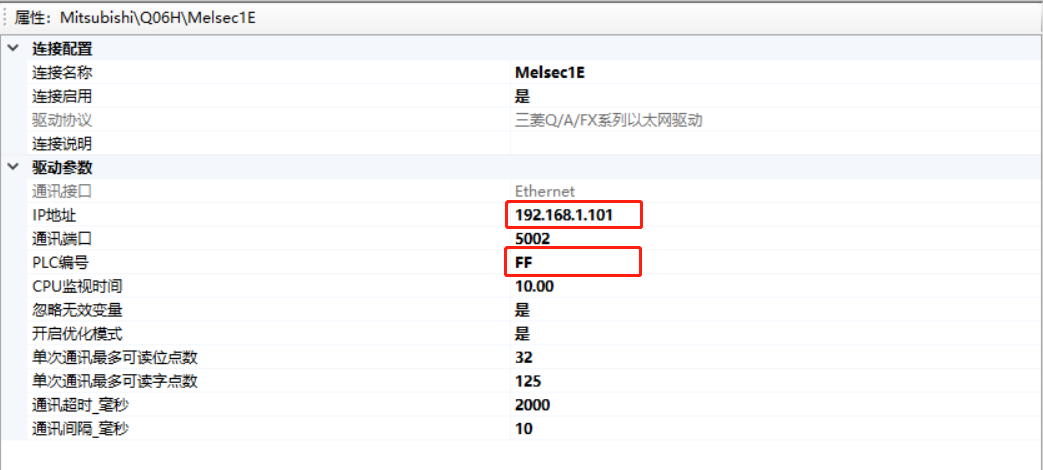 属性：Mitsubishi\Q06H\Melsec1E
连接配置
连接名称 Melsec1E
连接启用 是
驱动协议 三菱Q/A/FX系列以太网驱动
连接说明
驱动参数
通讯接口 Ethernet
IP地址 192.168.1.101
通讯端口 5002
PLC编号 FF
CPU监视时间 10.00
忽略无效变量 是
开启优化模式 是
单次通讯最多可读位点数 32
单次通讯最多可读字点数 125
通讯超时_毫秒 2000
通讯间隔_毫秒 10